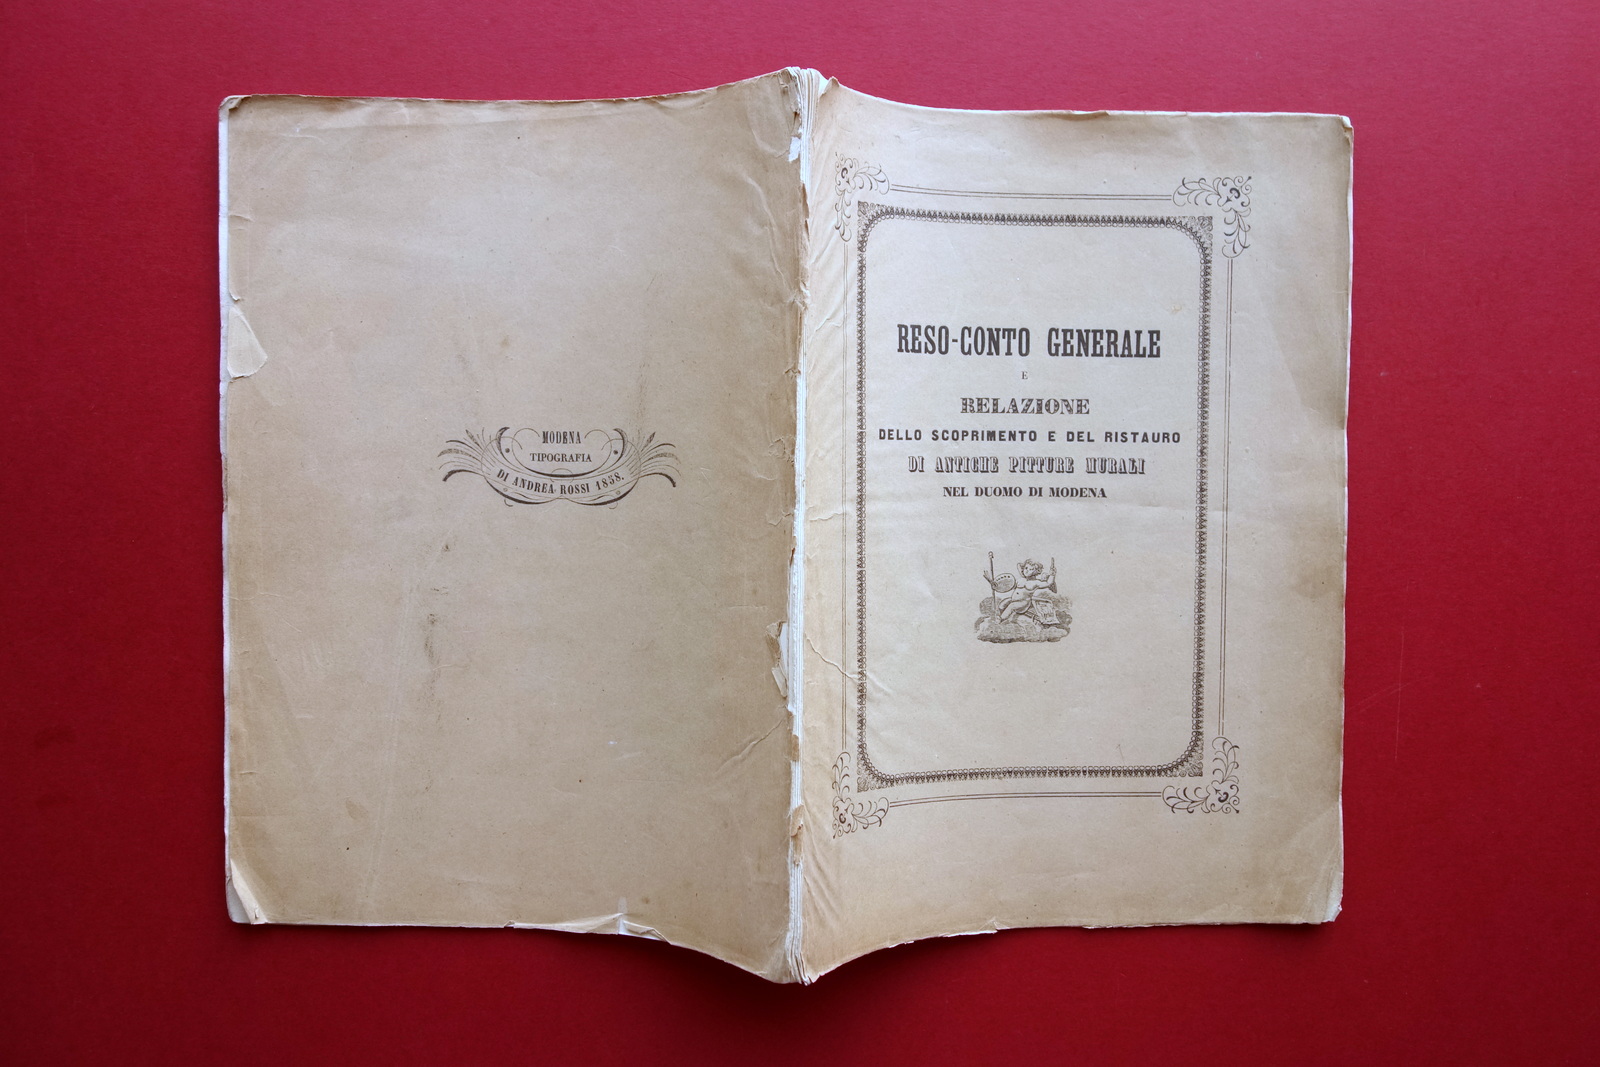 MODENA
TIPOGRAFIA
DI ANDREA ROSSI 1858.
RESO-CONTO GENERALE
E
RELAZIONE
DELLO SCOPRIMENTO E DEL RISTAURO
DI ANTICHE PITTURE MURALI
NEL DUOMO DI MODENA